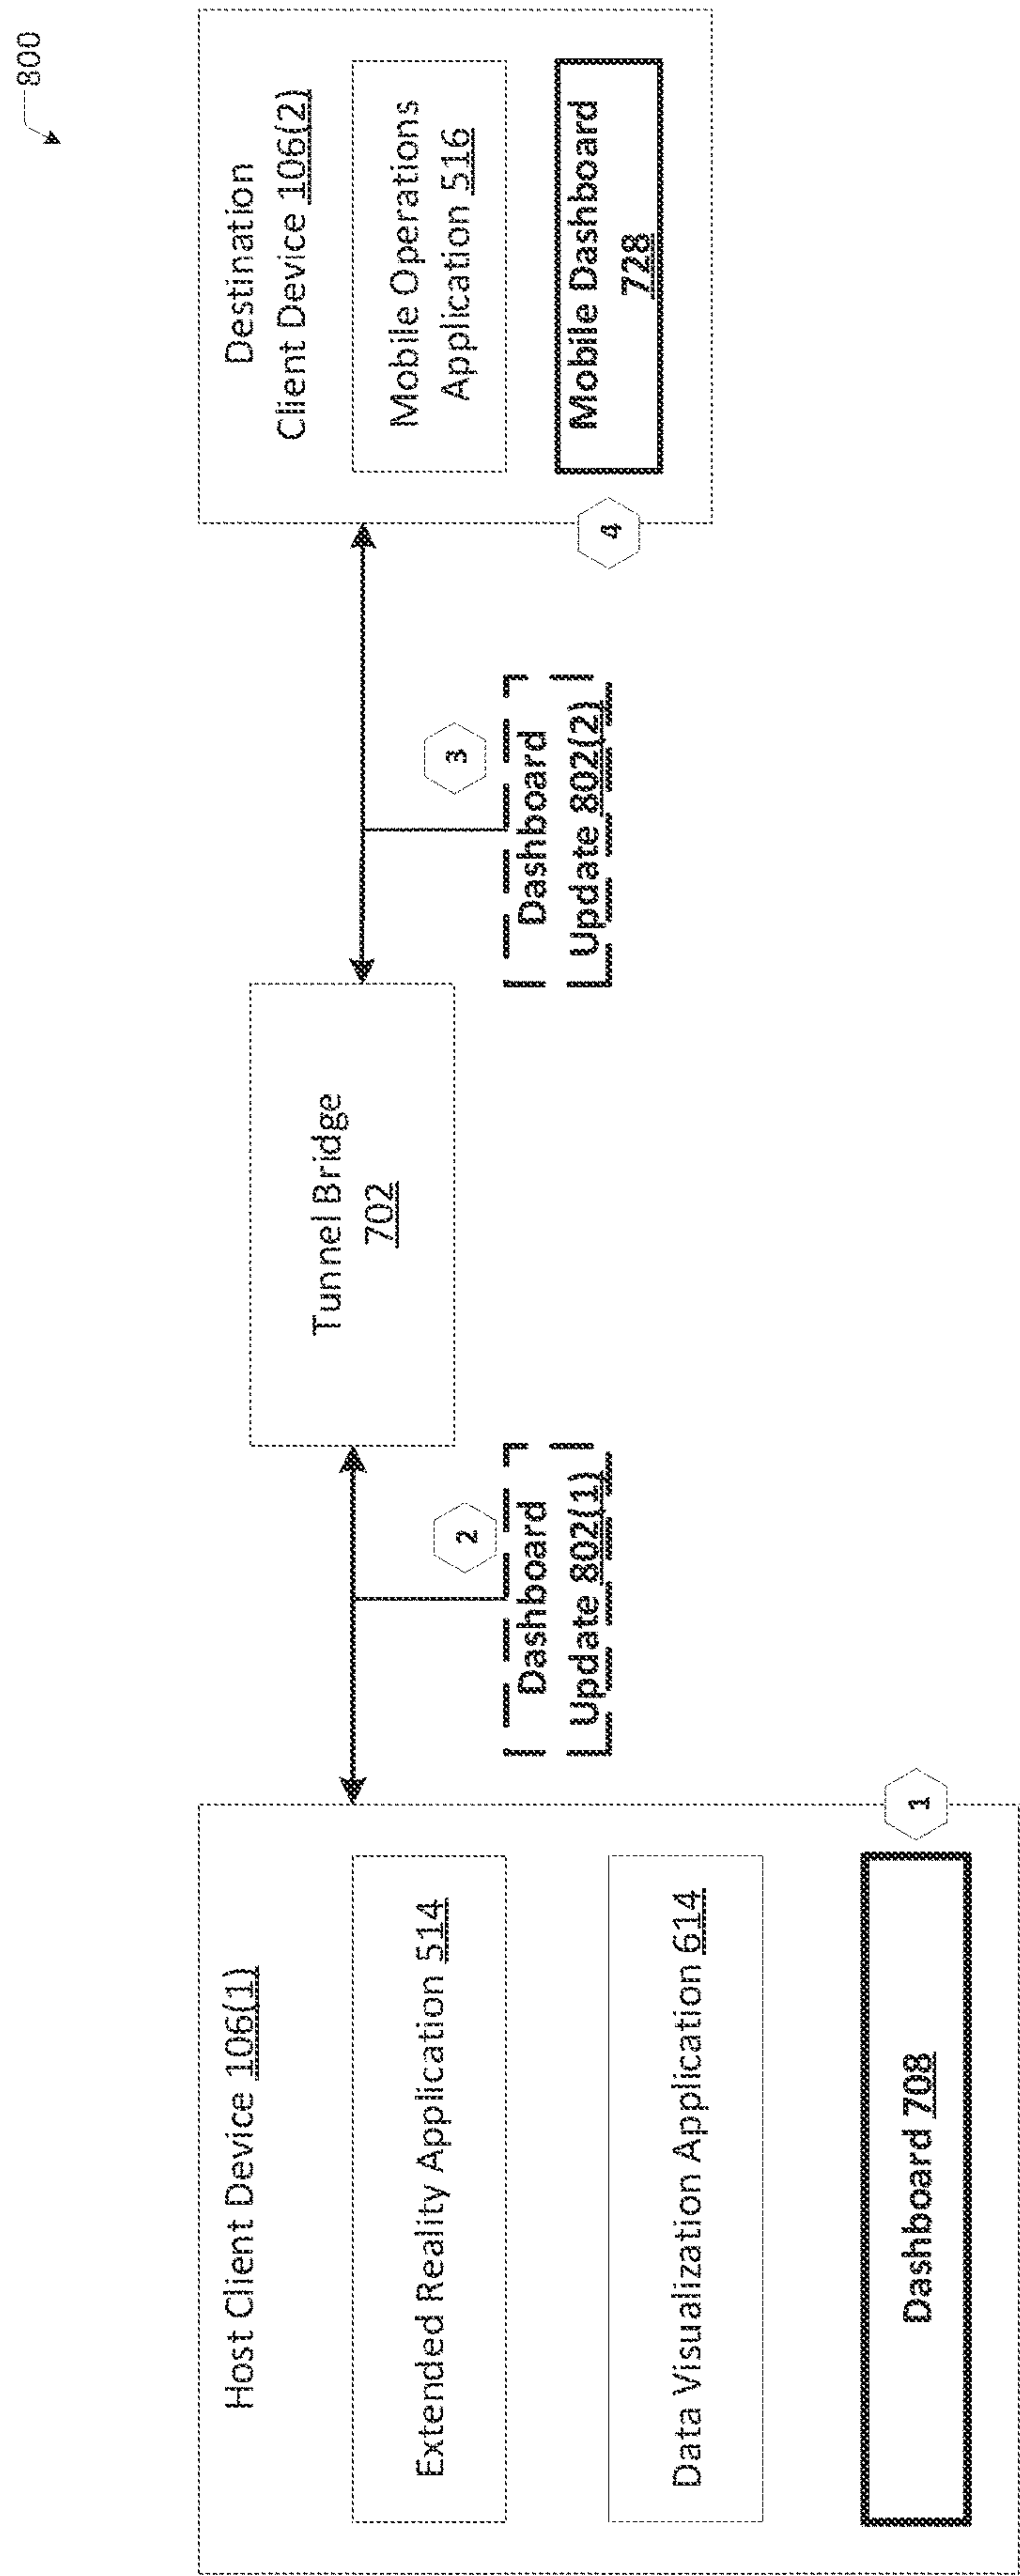 800
Host Client Device 106(1)
Extended Reality Application 514
Data Visualization Application 614
Dashboard 708
1
2
Dashboard
Update 802(1)
Tunnel Bridge
702
3
Dashboard
Update 802(2)
Destination
Client Device 106(2)
Mobile Operations
Application 516
Mobile Dashboard
728
4